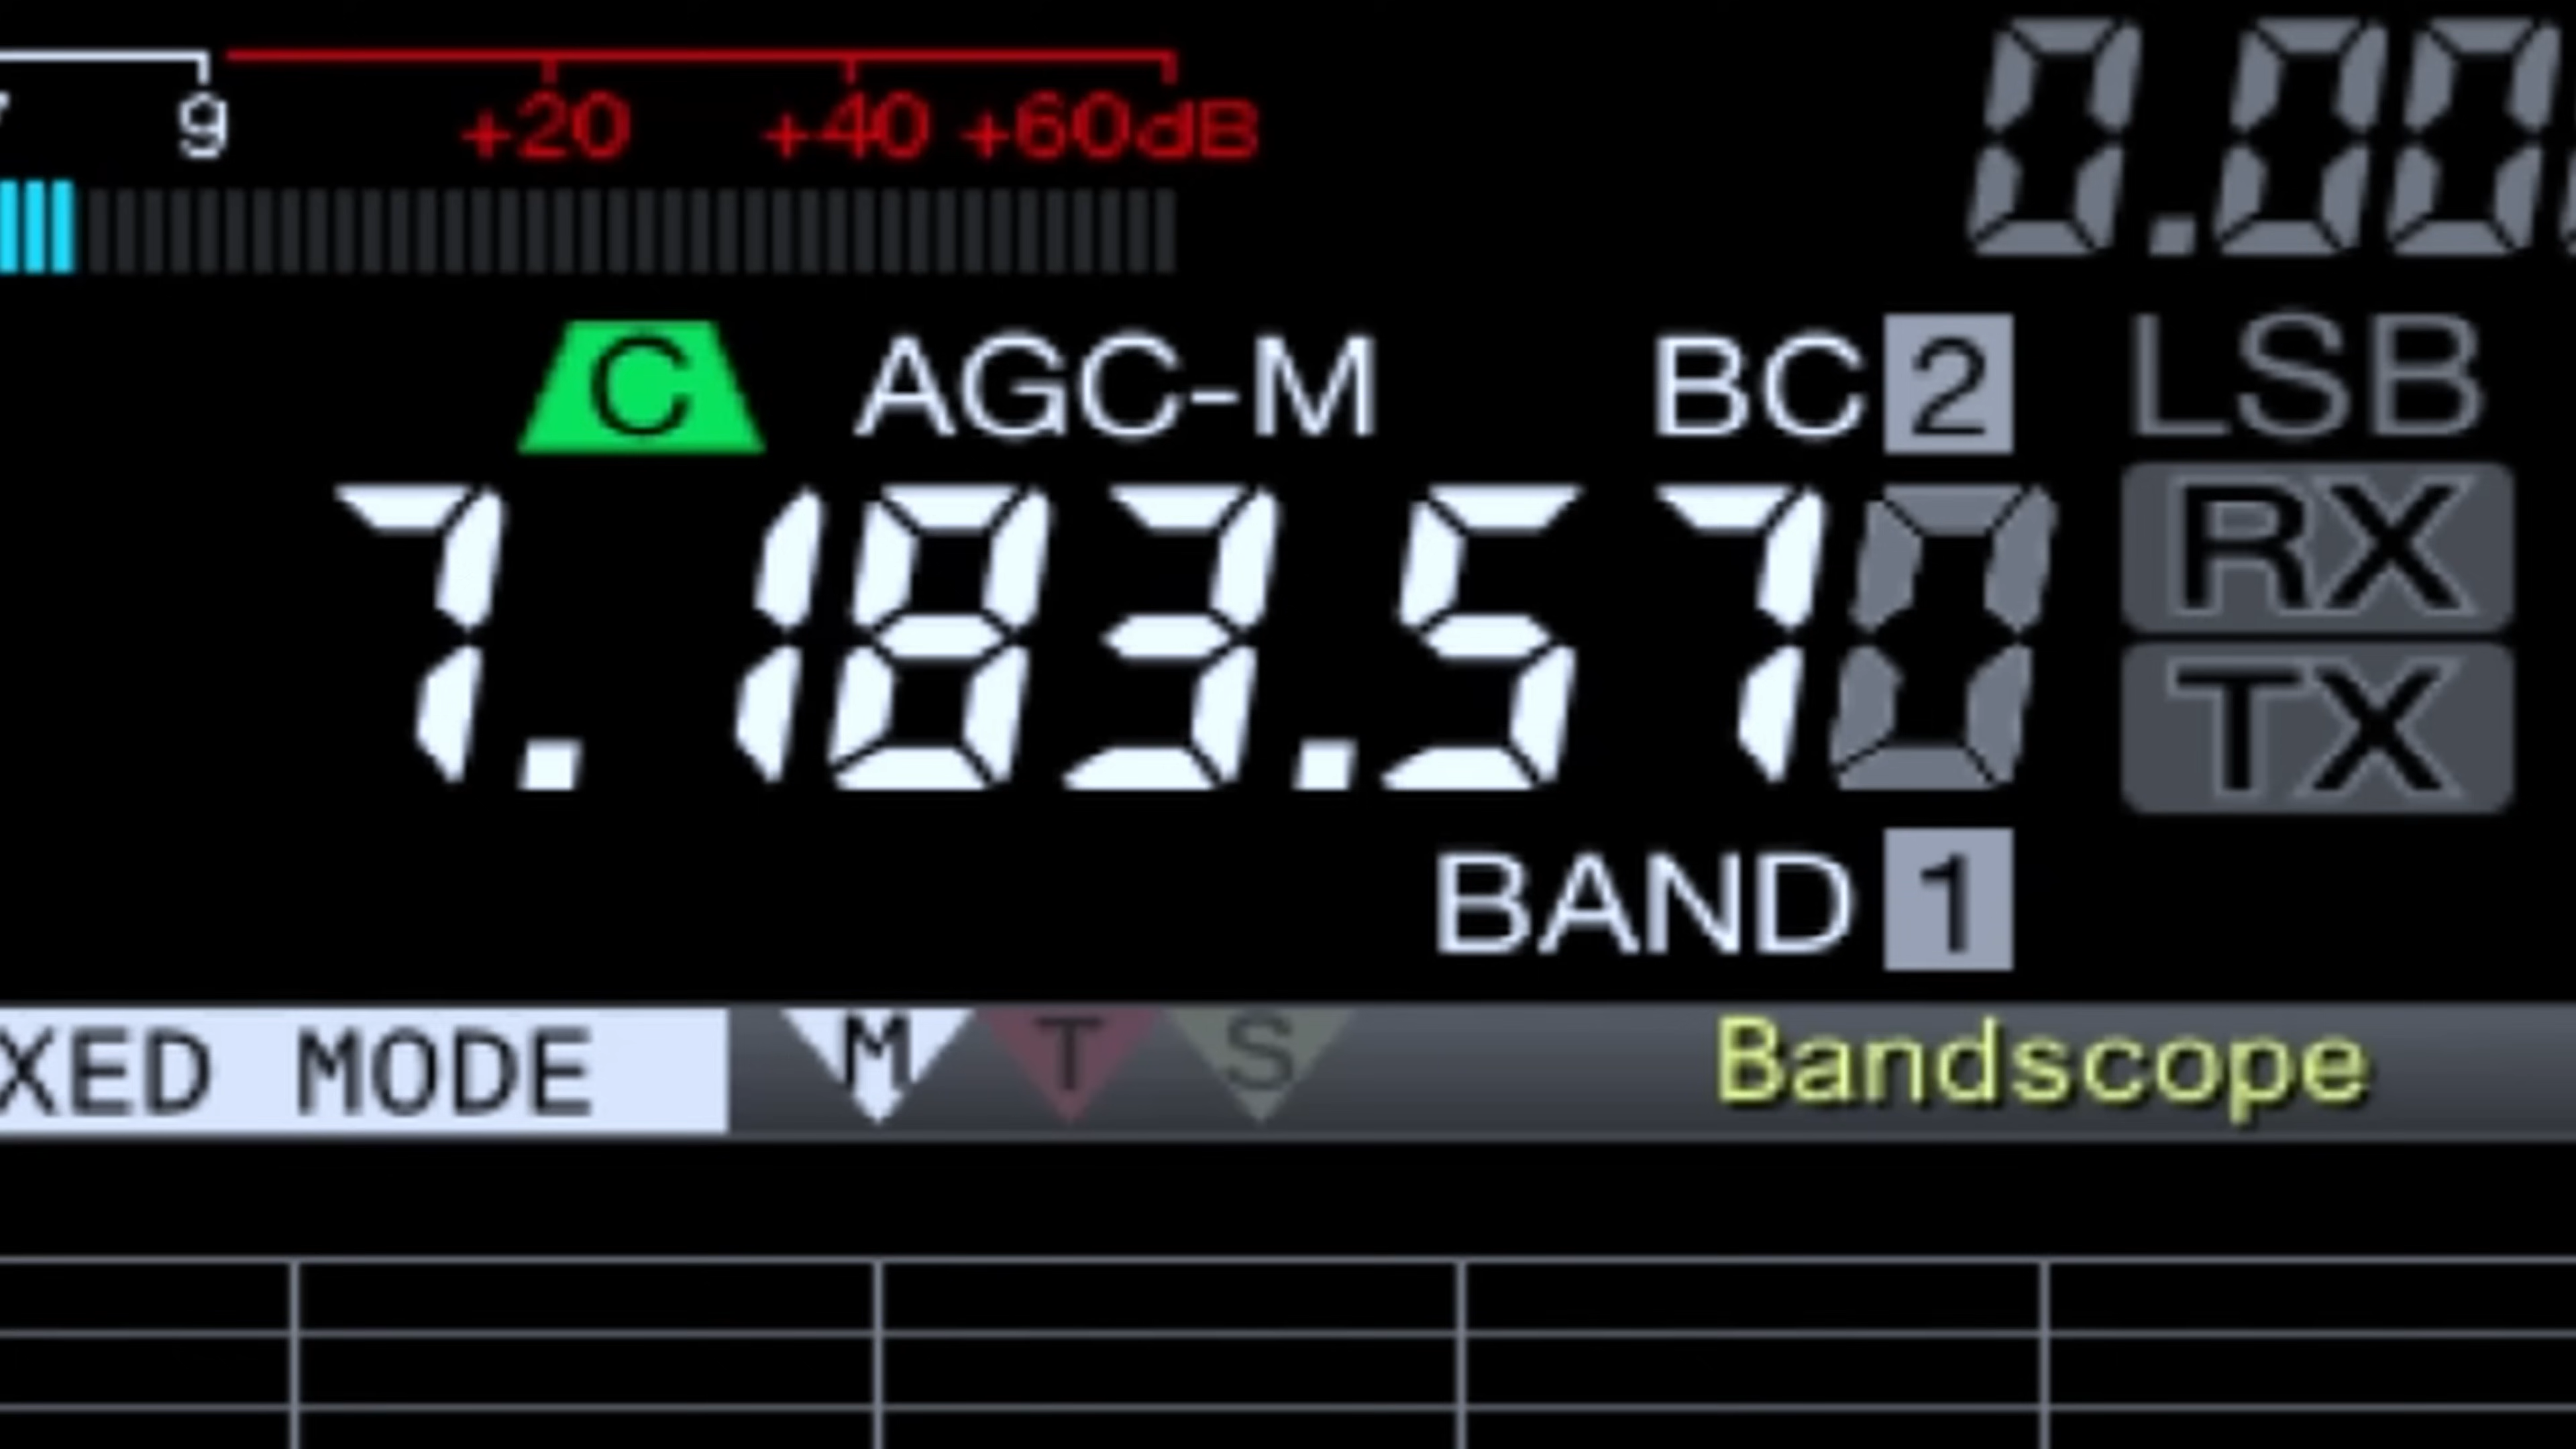 9 +20 +40 +60dB
0.00
C AGC-M BC 2 LSB
7.183.570 RX
TX
BAND 1
XED MODE M T S Bandscope